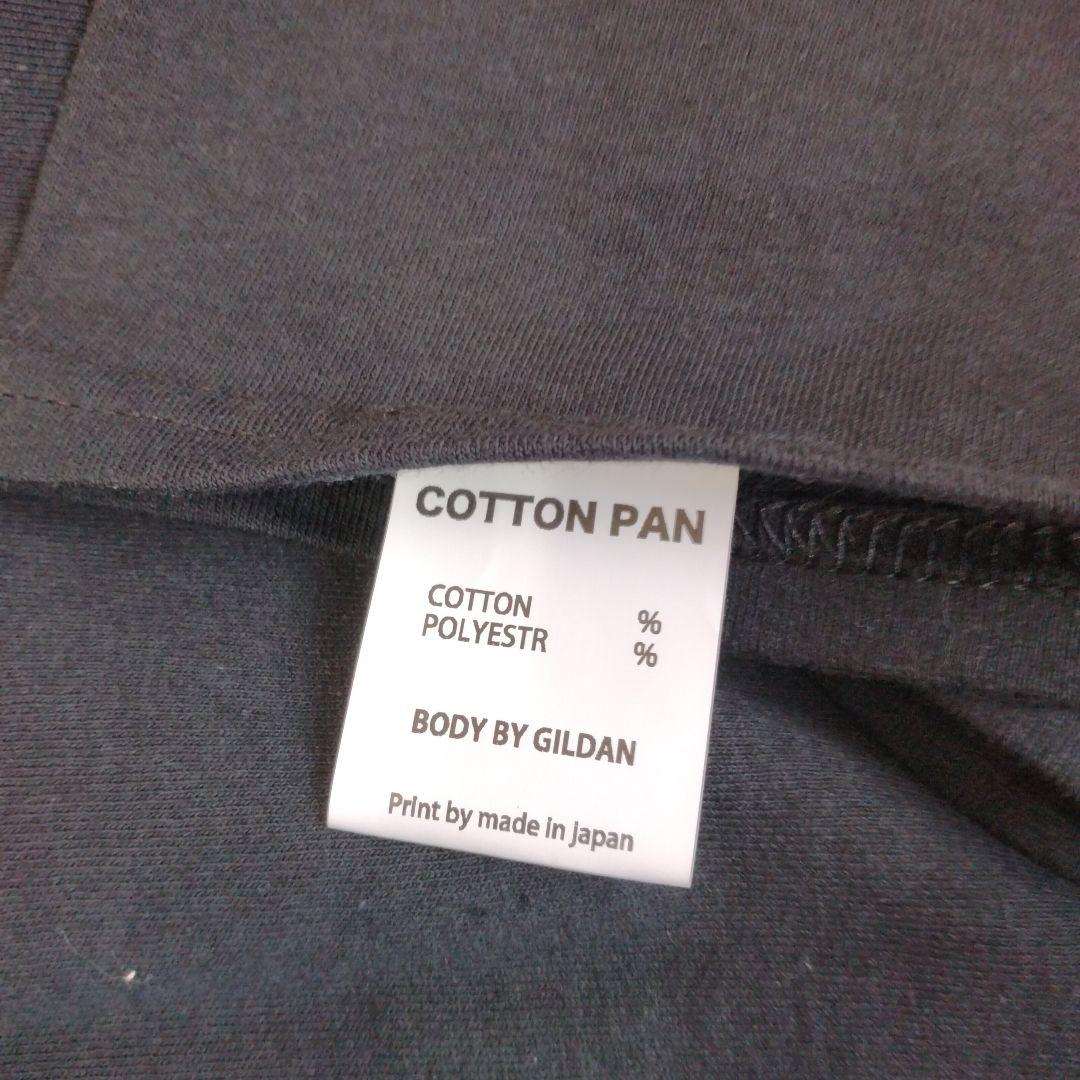 COTTON PAN
COTTON %
POLYESTR %
BODY BY GILDAN
Print by made in japan